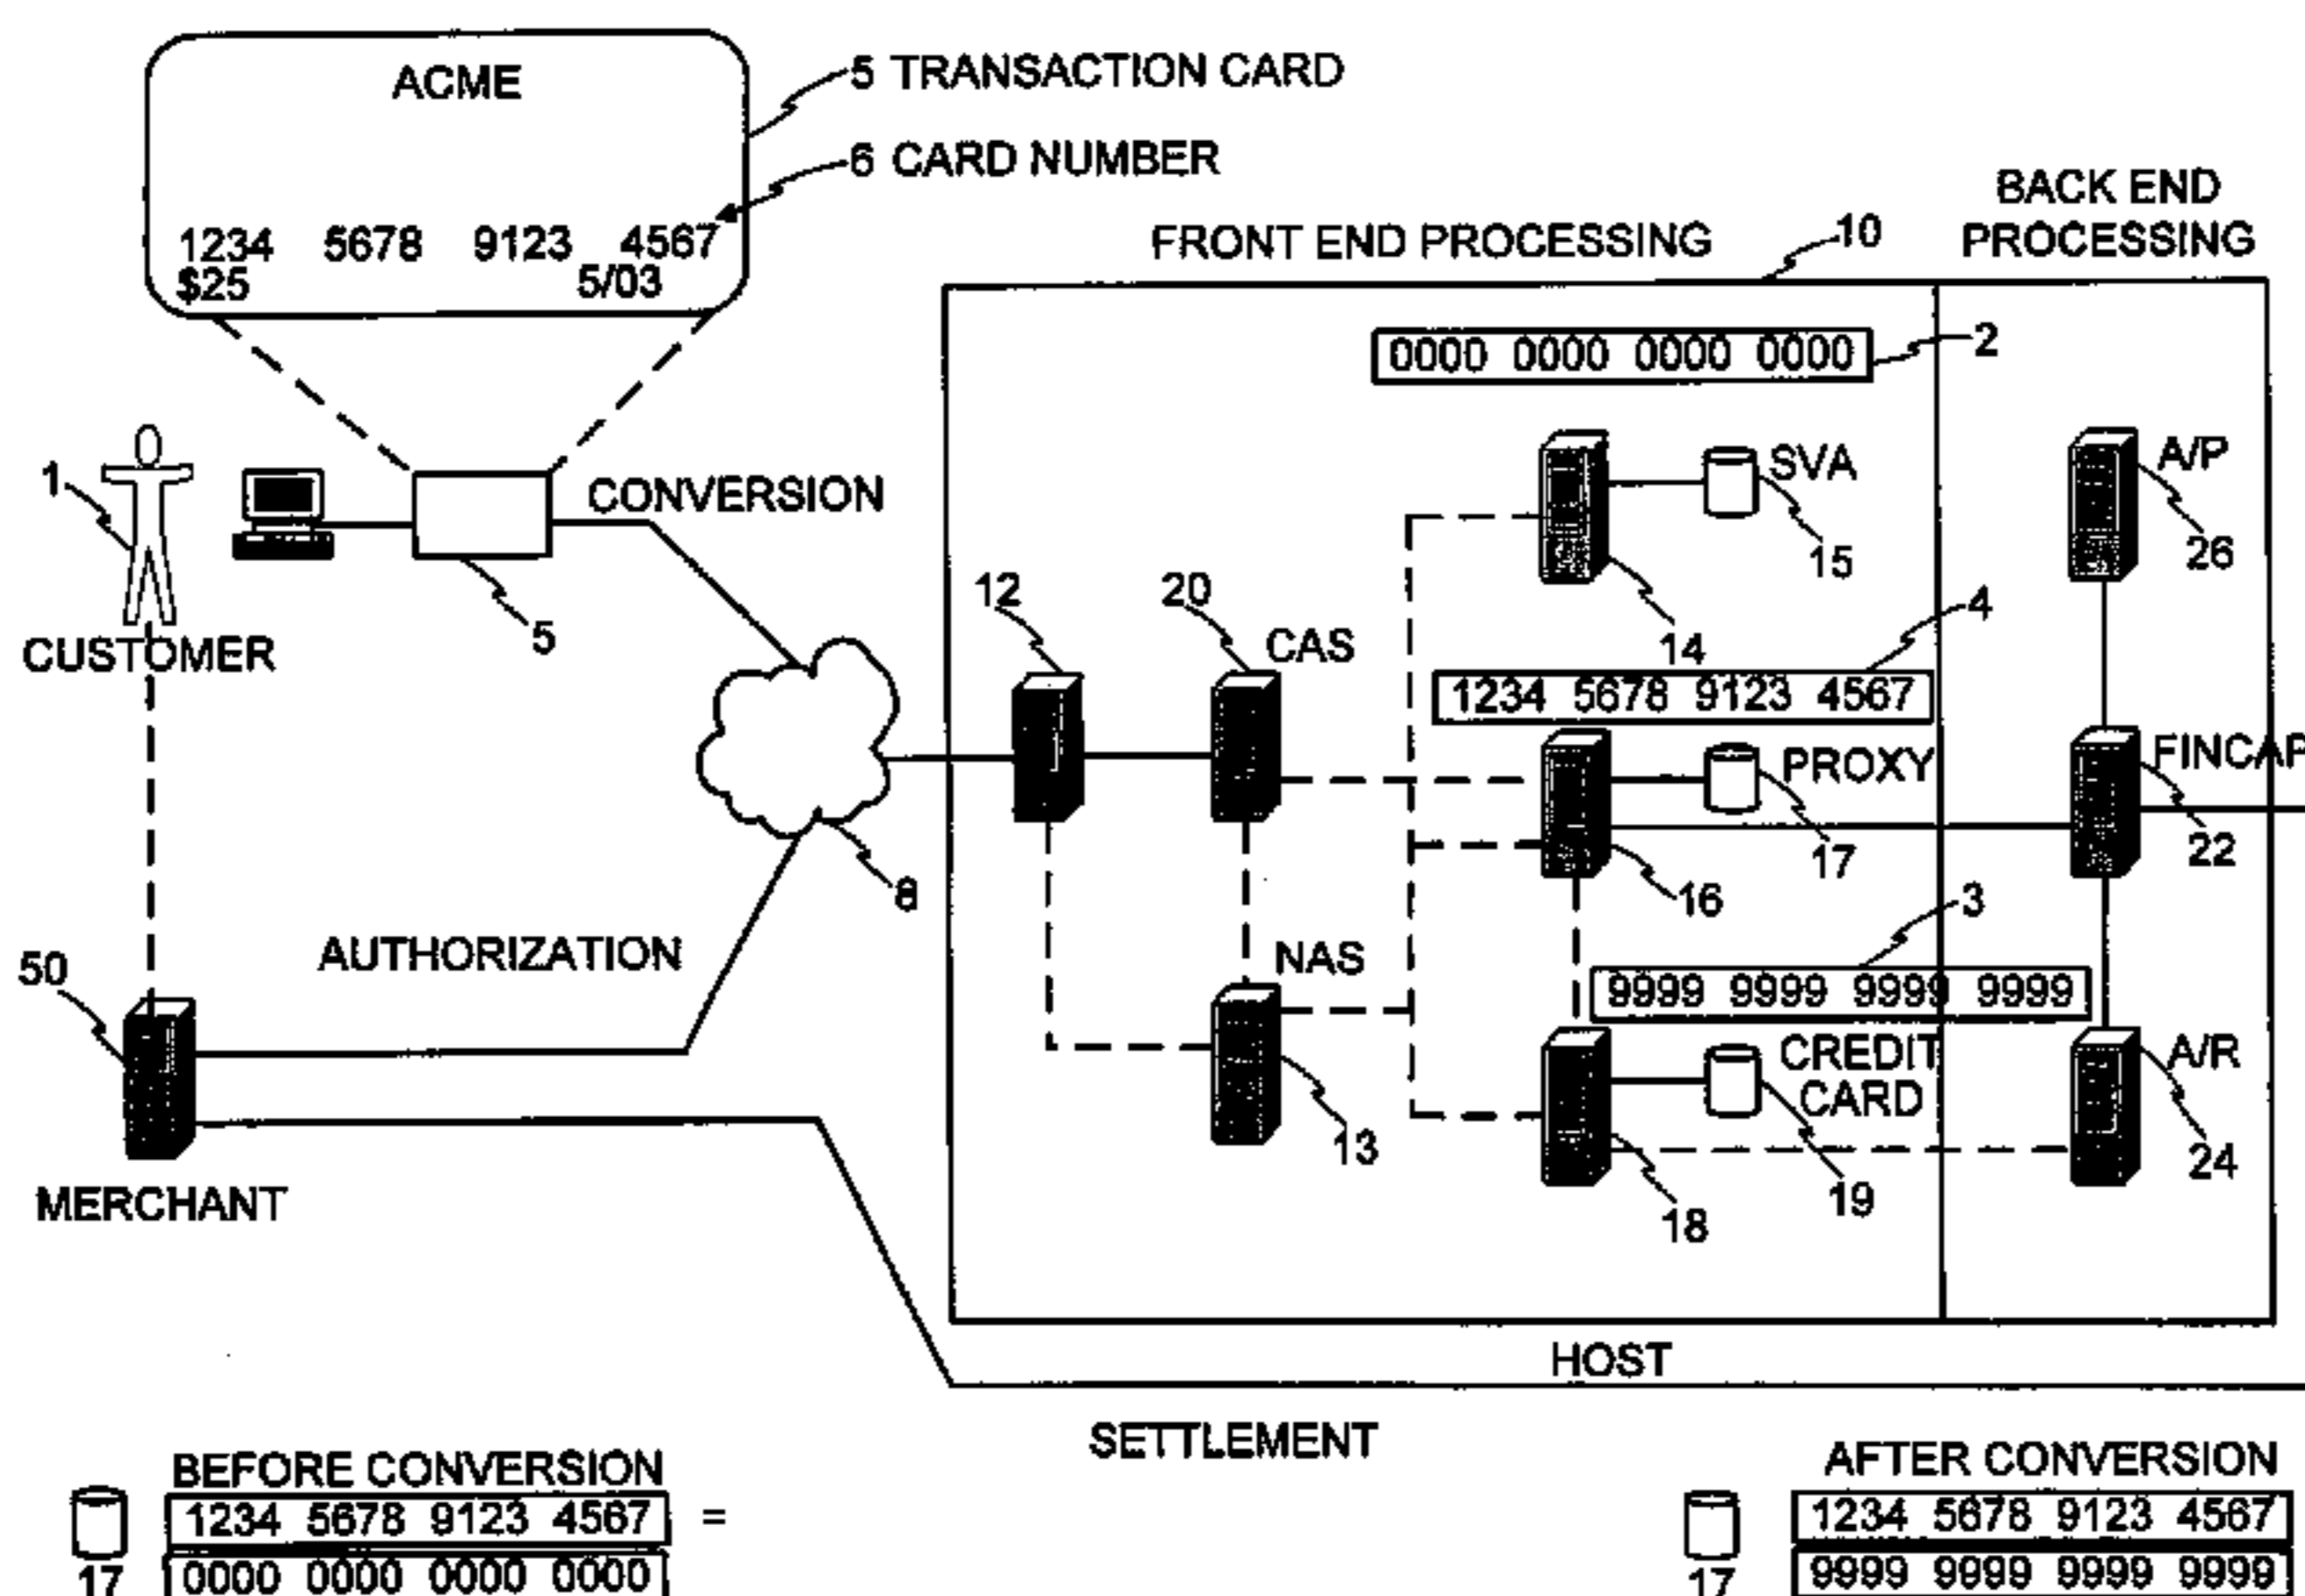 ACME
5 TRANSACTION CARD
6 CARD NUMBER
1234 5678 9123 4567
$25 5/03
FRONT END PROCESSING
10
BACK END
PROCESSING
0000 0000 0000 0000
2
1
CUSTOMER
CONVERSION
5
SVA
15
14
A/P
26
12
20
CAS
4
1234 5678 9123 4567
PROXY
17
16
FINCAP
22
8
AUTHORIZATION
50
MERCHANT
NAS
13
3
9999 9999 9999 9999
CREDIT
CARD
19
18
A/R
24
HOST
SETTLEMENT
BEFORE CONVERSION
1234 5678 9123 4567 =
0000 0000 0000 0000
17
AFTER CONVERSION
1234 5678 9123 4567
9999 9999 9999 9999
17